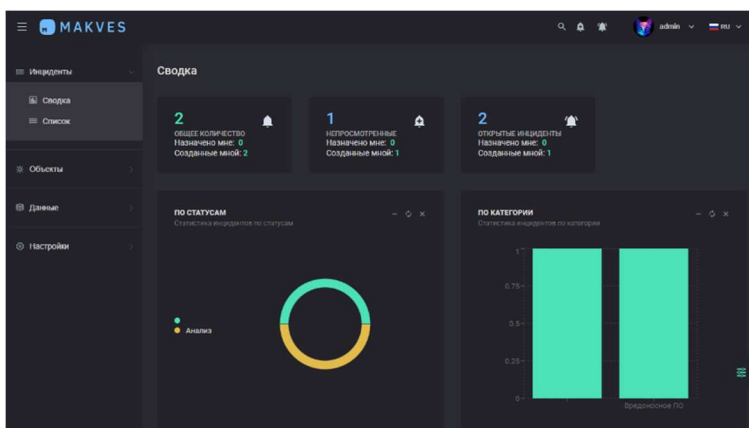 MAKVES
admin
RU
Инциденты
Сводка
Список
Объекты
Данные
Настройки
Сводка
2
ОБЩЕЕ КОЛИЧЕСТВО
Назначено мне: 0
Созданные мной: 2
1
НЕПРОСМОТРЕННЫЕ
Назначено мне: 0
Созданные мной: 1
2
ОТКРЫТЫЕ ИНЦИДЕНТЫ
Назначено мне: 0
Созданные мной: 1
ПО СТАТУСАМ
Статистика инцидентов по статусам
Анализ
ПО КАТЕГОРИИ
Статистика инцидентов по категории
1
0.75
0.5
0.25
0
Вредоносное ПО